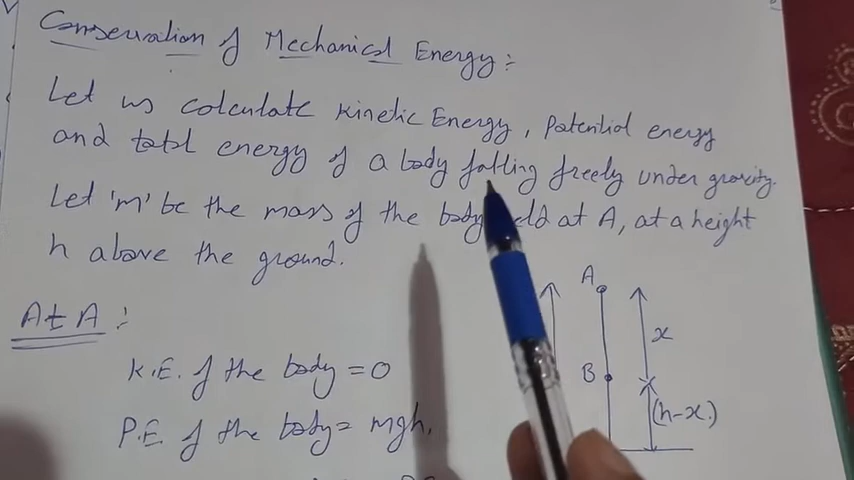 Conservation of Mechanical Energy:-
Let us calculate Kinetic Energy, Potential energy
and total energy of a body falling freely under gravity.
Let 'm' be the mass of the body held at A, at a height
h above the ground.
At A :
K.E. of the body = 0
P.E. of the body = mgh.
A
x
B
(h-x)